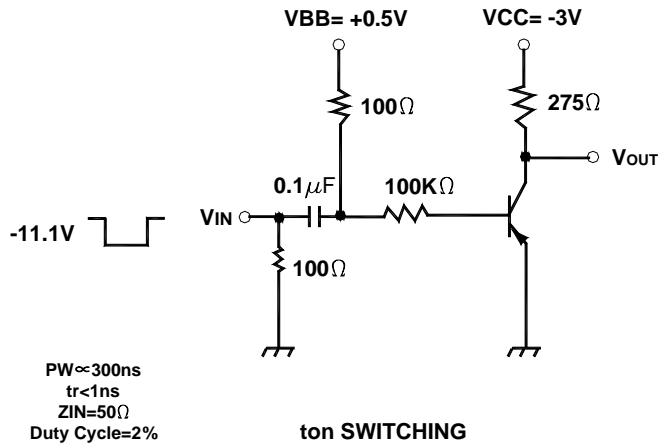 VBB= +0.5V
VCC= -3V
100Ω
275Ω
VOUT
0.1µF
100KΩ
VIN
-11.1V
100Ω
PW∝300ns
tr<1ns
ZIN=50Ω
Duty Cycle=2%
ton SWITCHING